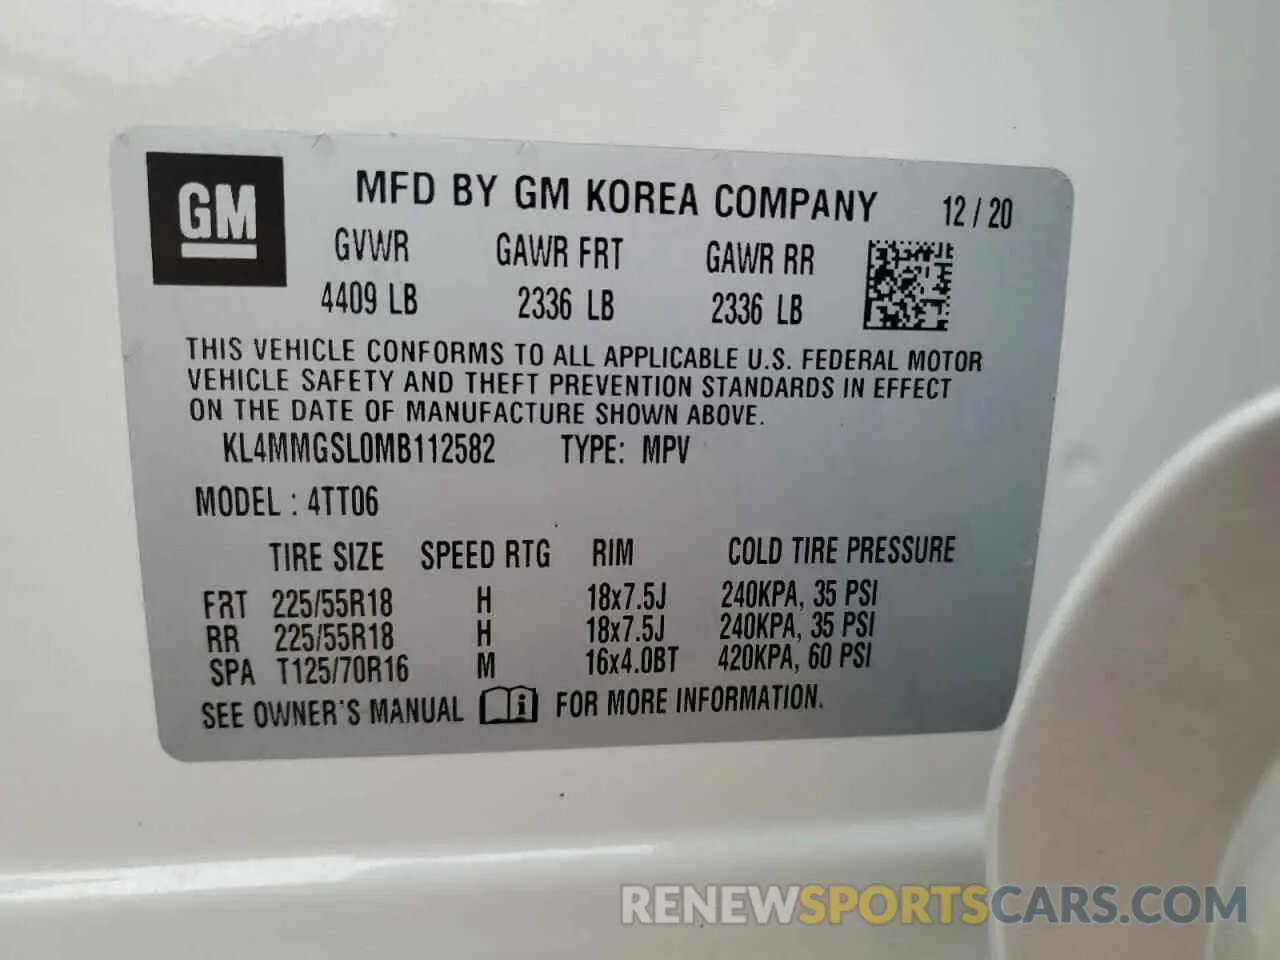 GM MFD BY GM KOREA COMPANY 12/20
GVWR GAWR FRT GAWR RR
4409 LB 2336 LB 2336 LB
THIS VEHICLE CONFORMS TO ALL APPLICABLE U.S. FEDERAL MOTOR
VEHICLE SAFETY AND THEFT PREVENTION STANDARDS IN EFFECT
ON THE DATE OF MANUFACTURE SHOWN ABOVE.
KL4MMGSL0MB112582 TYPE: MPV
MODEL : 4TT06
TIRE SIZE SPEED RTG RIM COLD TIRE PRESSURE
FRT 225/55R18 H 18x7.5J 240KPA, 35 PSI
RR 225/55R18 H 18x7.5J 240KPA, 35 PSI
SPA T125/70R16 M 16x4.0BT 420KPA, 60 PSI
SEE OWNER'S MANUAL i FOR MORE INFORMATION.
RENEWSPORTSCARS.COM